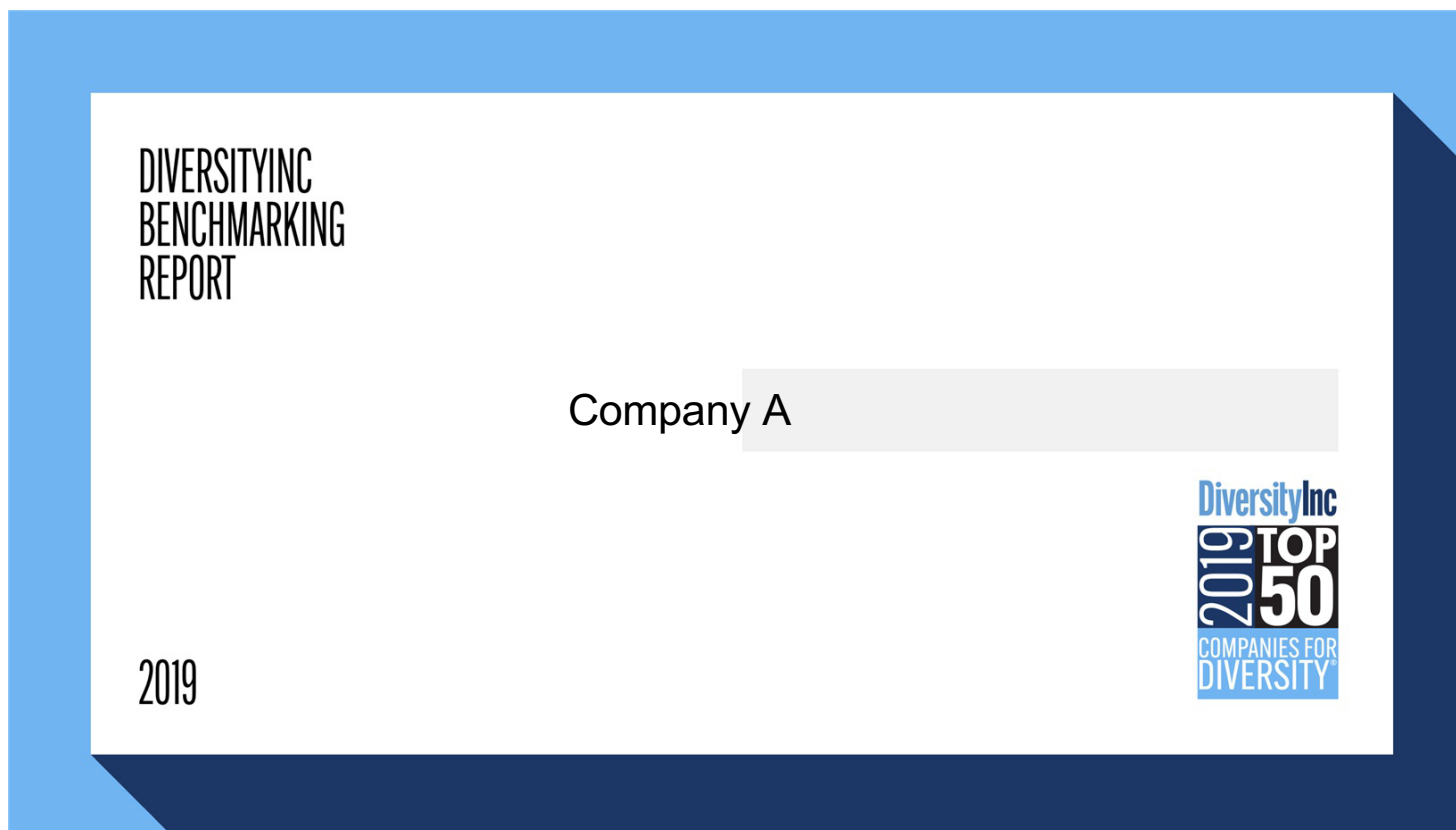 DIVERSITYINC
BENCHMARKING
REPORT
Company A
DiversityInc
2019
TOP
50
COMPANIES FOR
DIVERSITY®
2019